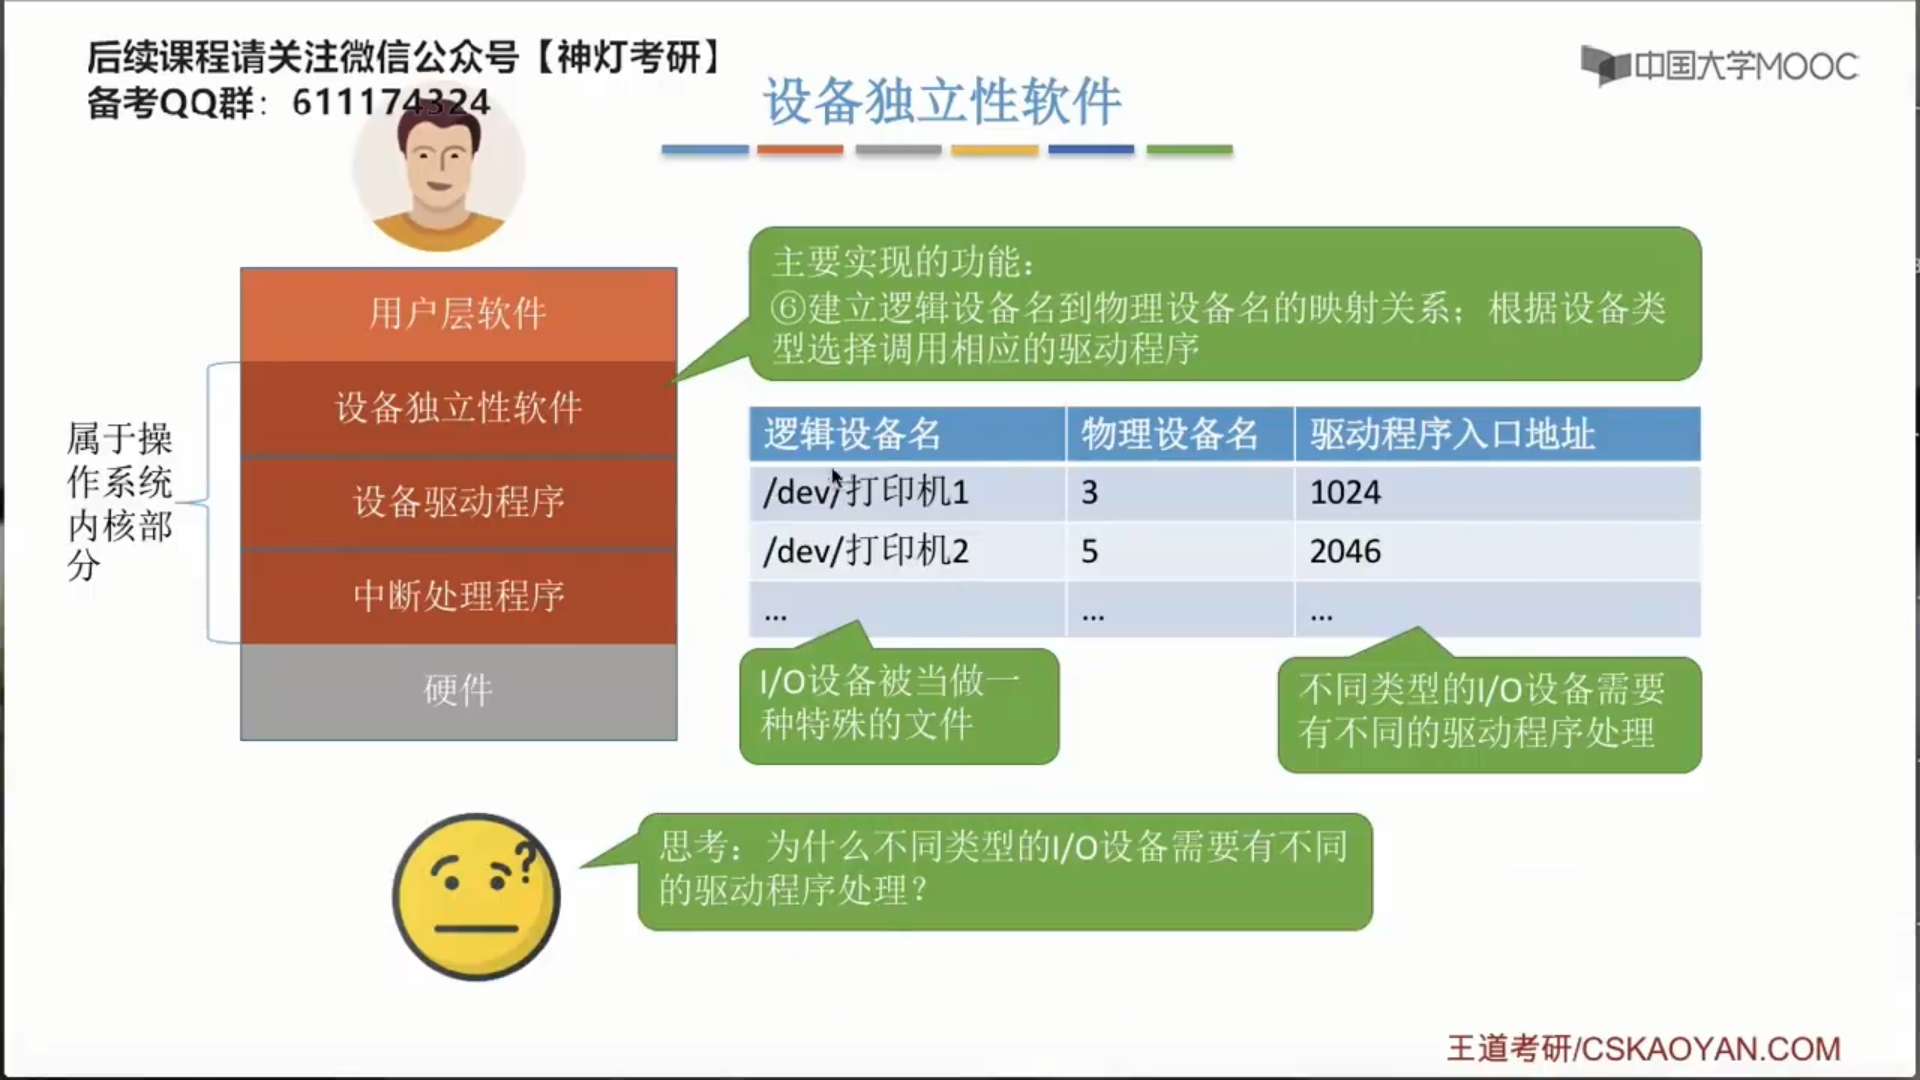 后续课程请关注微信公众号【神灯考研】
备考QQ群：611174324
中国大学MOOC
设备独立性软件
主要实现的功能：
⑥建立逻辑设备名到物理设备名的映射关系；根据设备类
型选择调用相应的驱动程序
用户层软件
设备独立性软件
设备驱动程序
中断处理程序
硬件
属于操
作系统
内核部
分
逻辑设备名 物理设备名 驱动程序入口地址
/dev/打印机1 3 1024
/dev/打印机2 5 2046
... ... ...
I/O设备被当做一
种特殊的文件
不同类型的I/O设备需要
有不同的驱动程序处理
?
思考：为什么不同类型的I/O设备需要有不同
的驱动程序处理？
王道考研/CSKAOYAN.COM